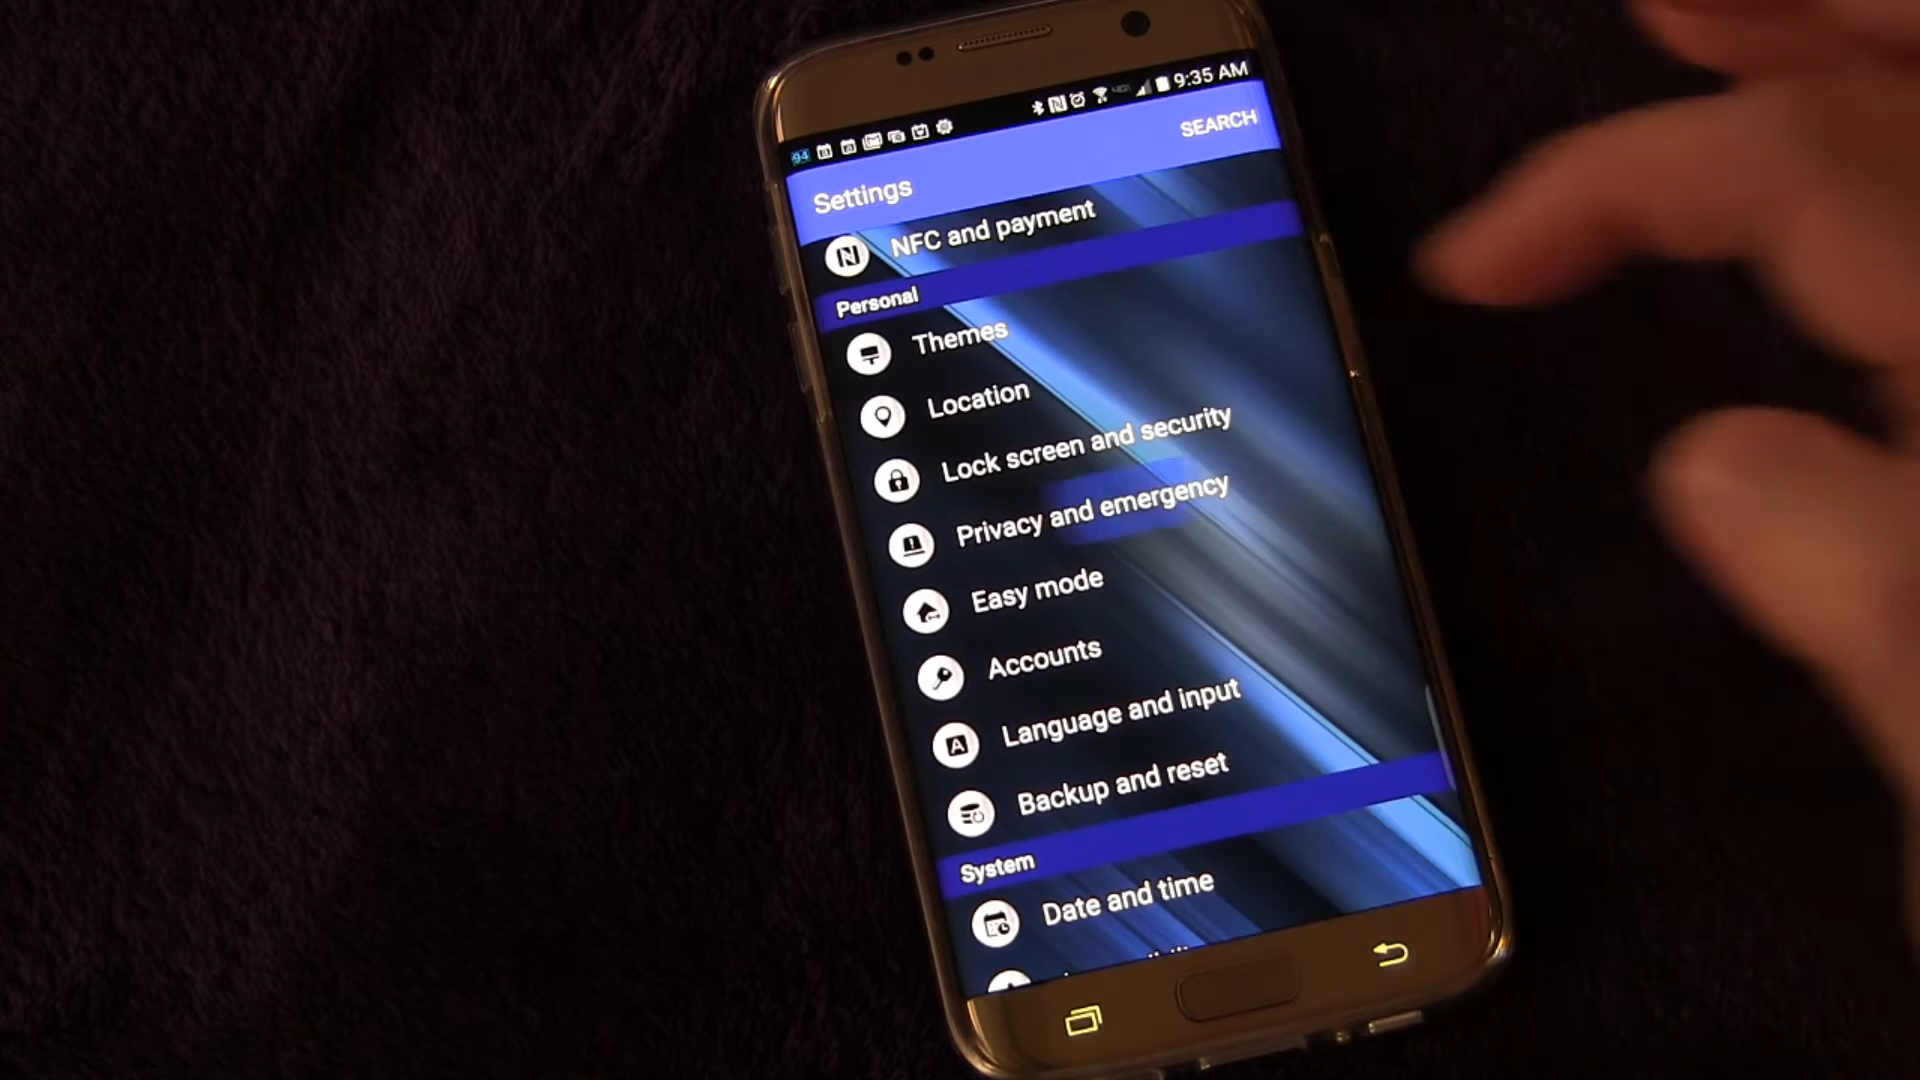 94
9:35 AM
SEARCH
Settings
NFC and payment
Personal
Themes
Location
Lock screen and security
Privacy and emergency
Easy mode
Accounts
Language and input
Backup and reset
System
Date and time